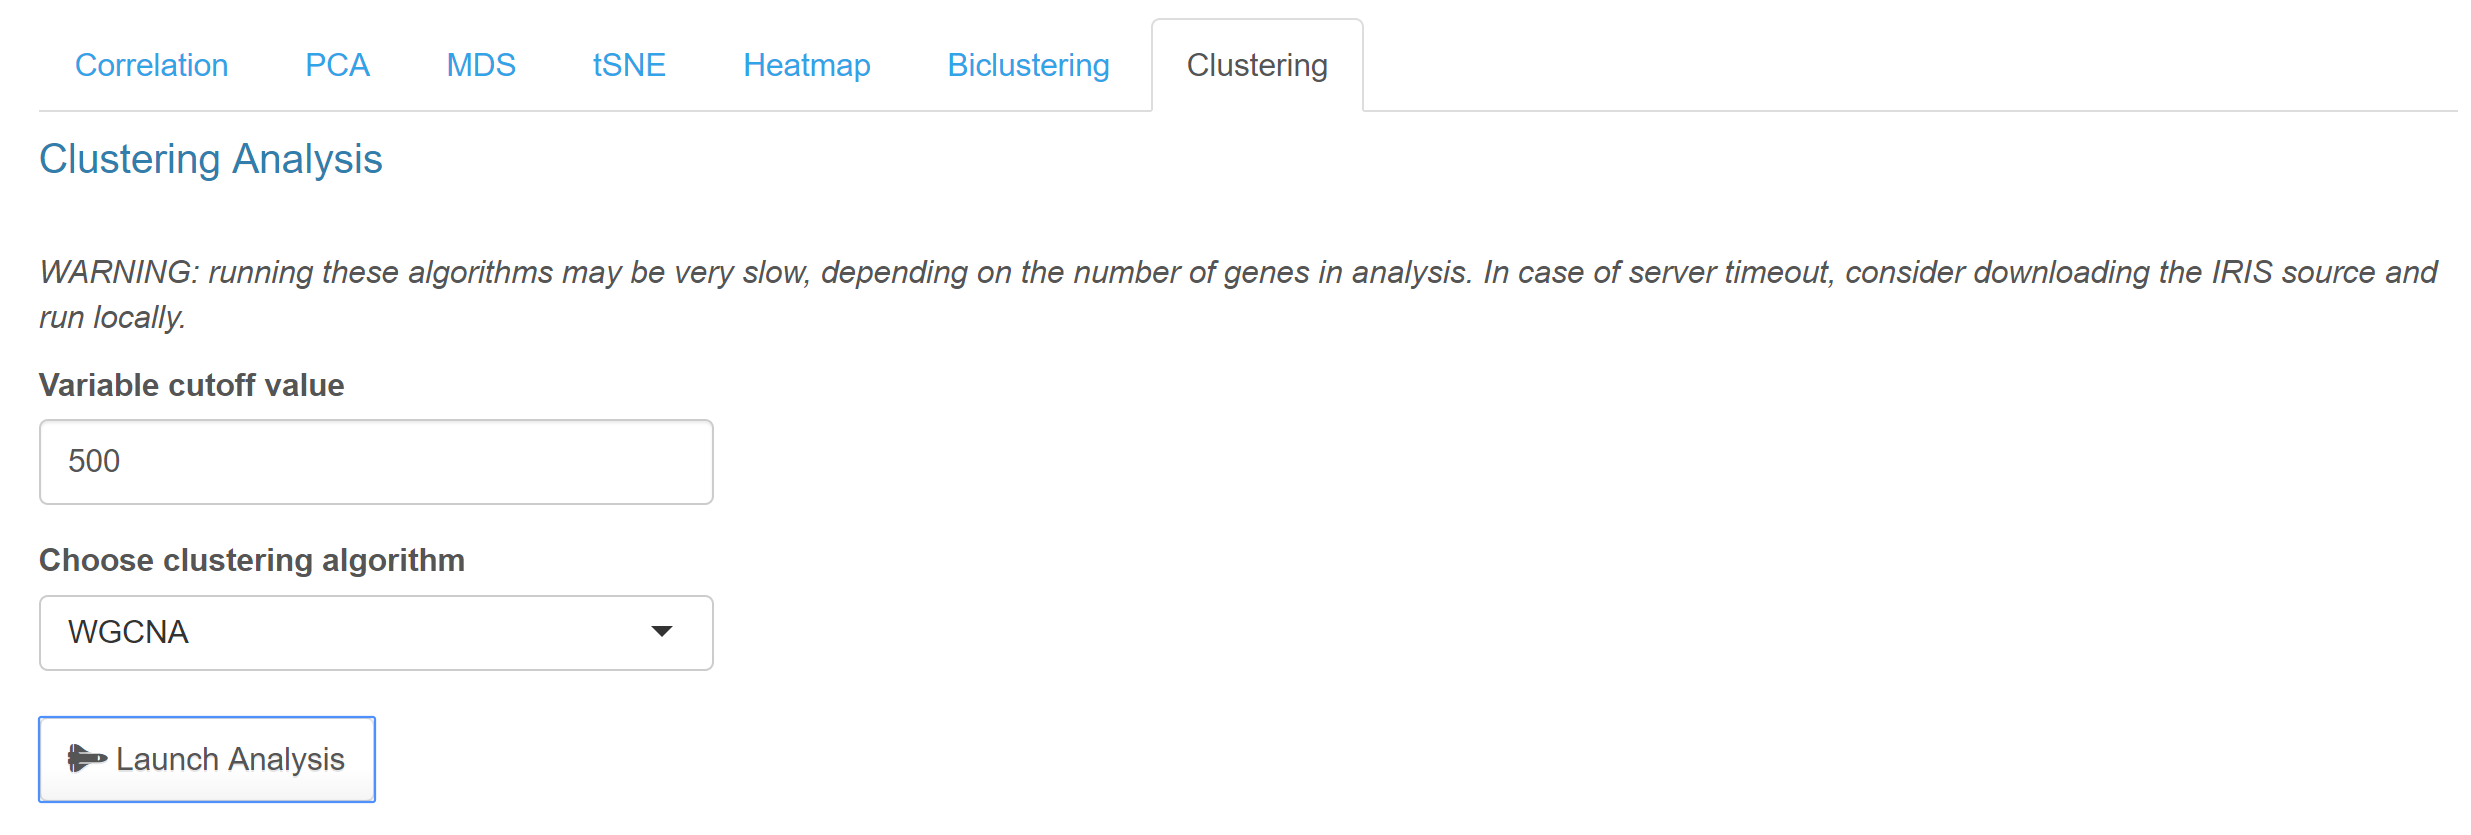 Correlation PCA MDS tSNE Heatmap Biclustering Clustering
Clustering Analysis
WARNING: running these algorithms may be very slow, depending on the number of genes in analysis. In case of server timeout, consider downloading the IRIS source and
run locally.
Variable cutoff value
500
Choose clustering algorithm
WGCNA
Launch Analysis